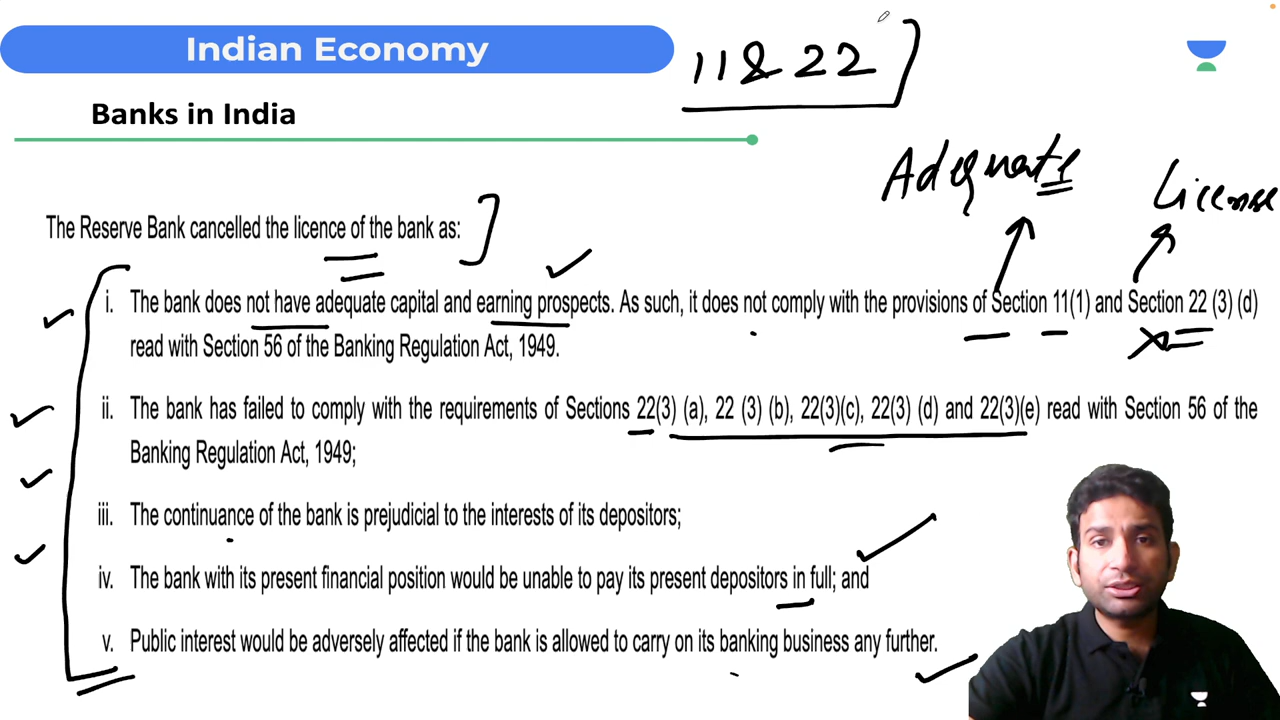 Indian Economy
11 & 22
Banks in India
Adequate
License
The Reserve Bank cancelled the licence of the bank as:
i. The bank does not have adequate capital and earning prospects. As such, it does not comply with the provisions of Section 11(1) and Section 22 (3) (d)
read with Section 56 of the Banking Regulation Act, 1949.
ii. The bank has failed to comply with the requirements of Sections 22(3) (a), 22 (3) (b), 22(3)(c), 22(3) (d) and 22(3)(e) read with Section 56 of the
Banking Regulation Act, 1949;
iii. The continuance of the bank is prejudicial to the interests of its depositors;
iv. The bank with its present financial position would be unable to pay its present depositors in full; and
v. Public interest would be adversely affected if the bank is allowed to carry on its banking business any further.